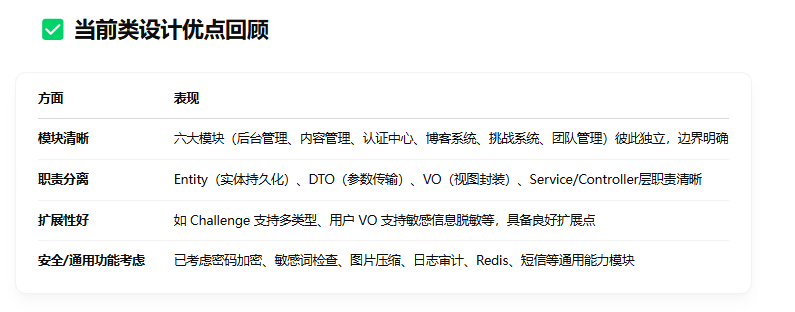 ✅ 当前类设计优点回顾
方面 表现
模块清晰 六大模块（后台管理、内容管理、认证中心、博客系统、挑战系统、团队管理）彼此独立，边界明确
职责分离 Entity（实体持久化）、DTO（参数传输）、VO（视图封装）、Service/Controller层职责清晰
扩展性好 如 Challenge 支持多类型、用户 VO 支持敏感信息脱敏等，具备良好扩展点
安全/通用功能考虑 已考虑密码加密、敏感词检查、图片压缩、日志审计、Redis、短信等通用能力模块